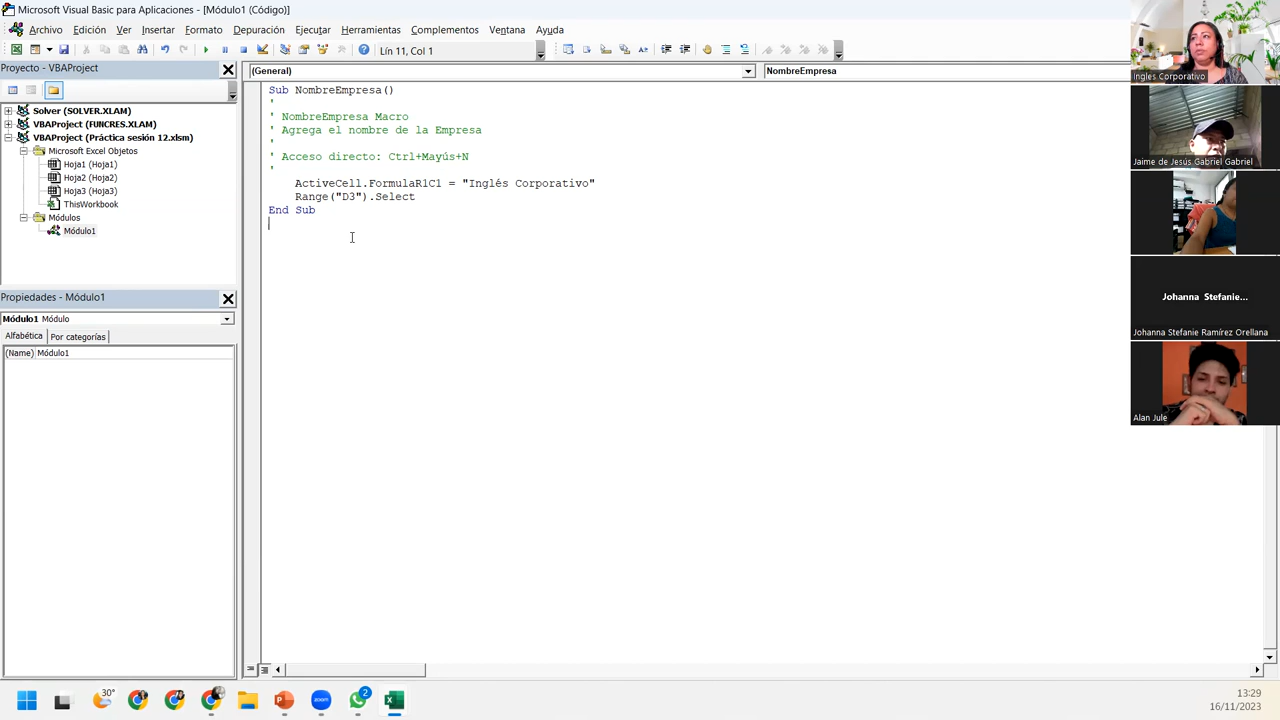 Microsoft Visual Basic para Aplicaciones - [Módulo1 (Código)]
Archivo Edición Ver Insertar Formato Depuración Ejecutar Herramientas Complementos Ventana Ayuda
Lín 11, Col 1
Proyecto - VBAProject
Solver (SOLVER.XLAM)
VBAProject (FUNCRES.XLAM)
VBAProject (Práctica sesión 12.xlsm)
Microsoft Excel Objetos
Hoja1 (Hoja1)
Hoja2 (Hoja2)
Hoja3 (Hoja3)
ThisWorkbook
Módulos
Módulo1
Propiedades - Módulo1
Módulo1 Módulo
Alfabética Por categorías
(Name) Módulo1
(General) NombreEmpresa
Sub NombreEmpresa()
'
' NombreEmpresa Macro
' Agrega el nombre de la Empresa
'
' Acceso directo: Ctrl+Mayús+N
'
ActiveCell.FormulaR1C1 = "Inglés Corporativo"
Range("D3").Select
End Sub
Ingles Corporativo
Jaime de Jesús Gabriel Gabriel
Johanna Stefanie...
Johanna Stefanie Ramírez Orellana
Alan Jule
30°
zoom
2
13:29
16/11/2023